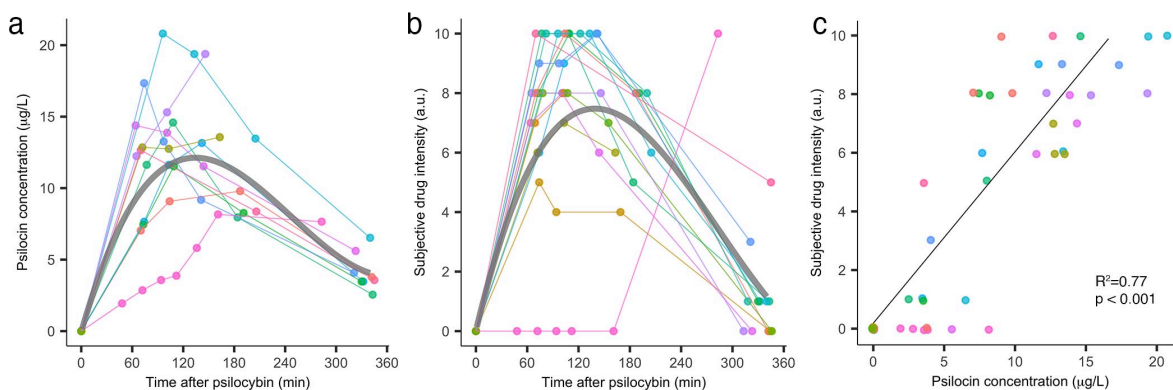 a
Psilocin concentration (μg/L)
20
15
10
5
0
0 60 120 180 240 300 360
Time after psilocybin (min)
b
Subjective drug intensity (a.u.)
10
8
6
4
2
0
0 60 120 180 240 300 360
Time after psilocybin (min)
c
Subjective drug intensity (a.u.)
10
8
6
4
2
0
R²=0.77
p < 0.001
0 5 10 15 20
Psilocin concentration (μg/L)